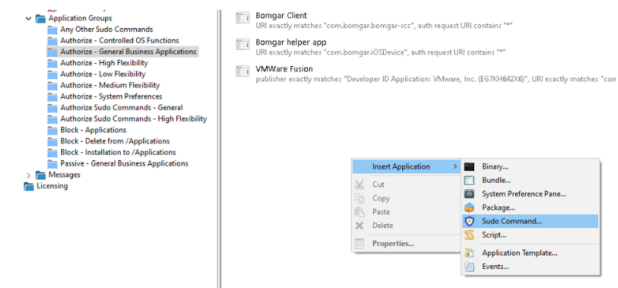 Application Groups
Any Other Sudo Commands
Authorize - Controlled OS Functions
Authorize - General Business Applications
Authorize - High Flexibility
Authorize - Low Flexibility
Authorize - Medium Flexibility
Authorize - System Preferences
Authorize Sudo Commands - General
Authorize Sudo Commands - High Flexibility
Block - Applications
Block - Delete from /Applications
Block - Installation to /Applications
Passive - General Business Applications
Messages
Licensing
Bomgar Client
URI exactly matches "com.bomgar.bomgar-scc", auth request URI contains "*"
Bomgar helper app
URI exactly matches "com.bomgar.iOSDevice", auth request URI contains "*"
VMWare Fusion
publisher exactly matches "Developer ID Application: VMware, Inc. (EG7KH642X6)", URI exactly matches "com
Insert Application
Cut
Copy
Paste
Delete
Properties...
Binary...
Bundle...
System Preference Pane...
Package...
Sudo Command...
Script...
Application Template...
Events...